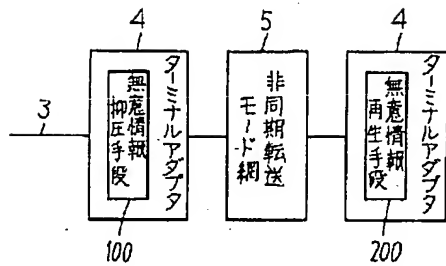 4
5
4
3
ターミナルアダプタ
無意情報
抑圧手段
非同期転送
モード網
ターミナルアダプタ
無意情報
再生手段
100
200